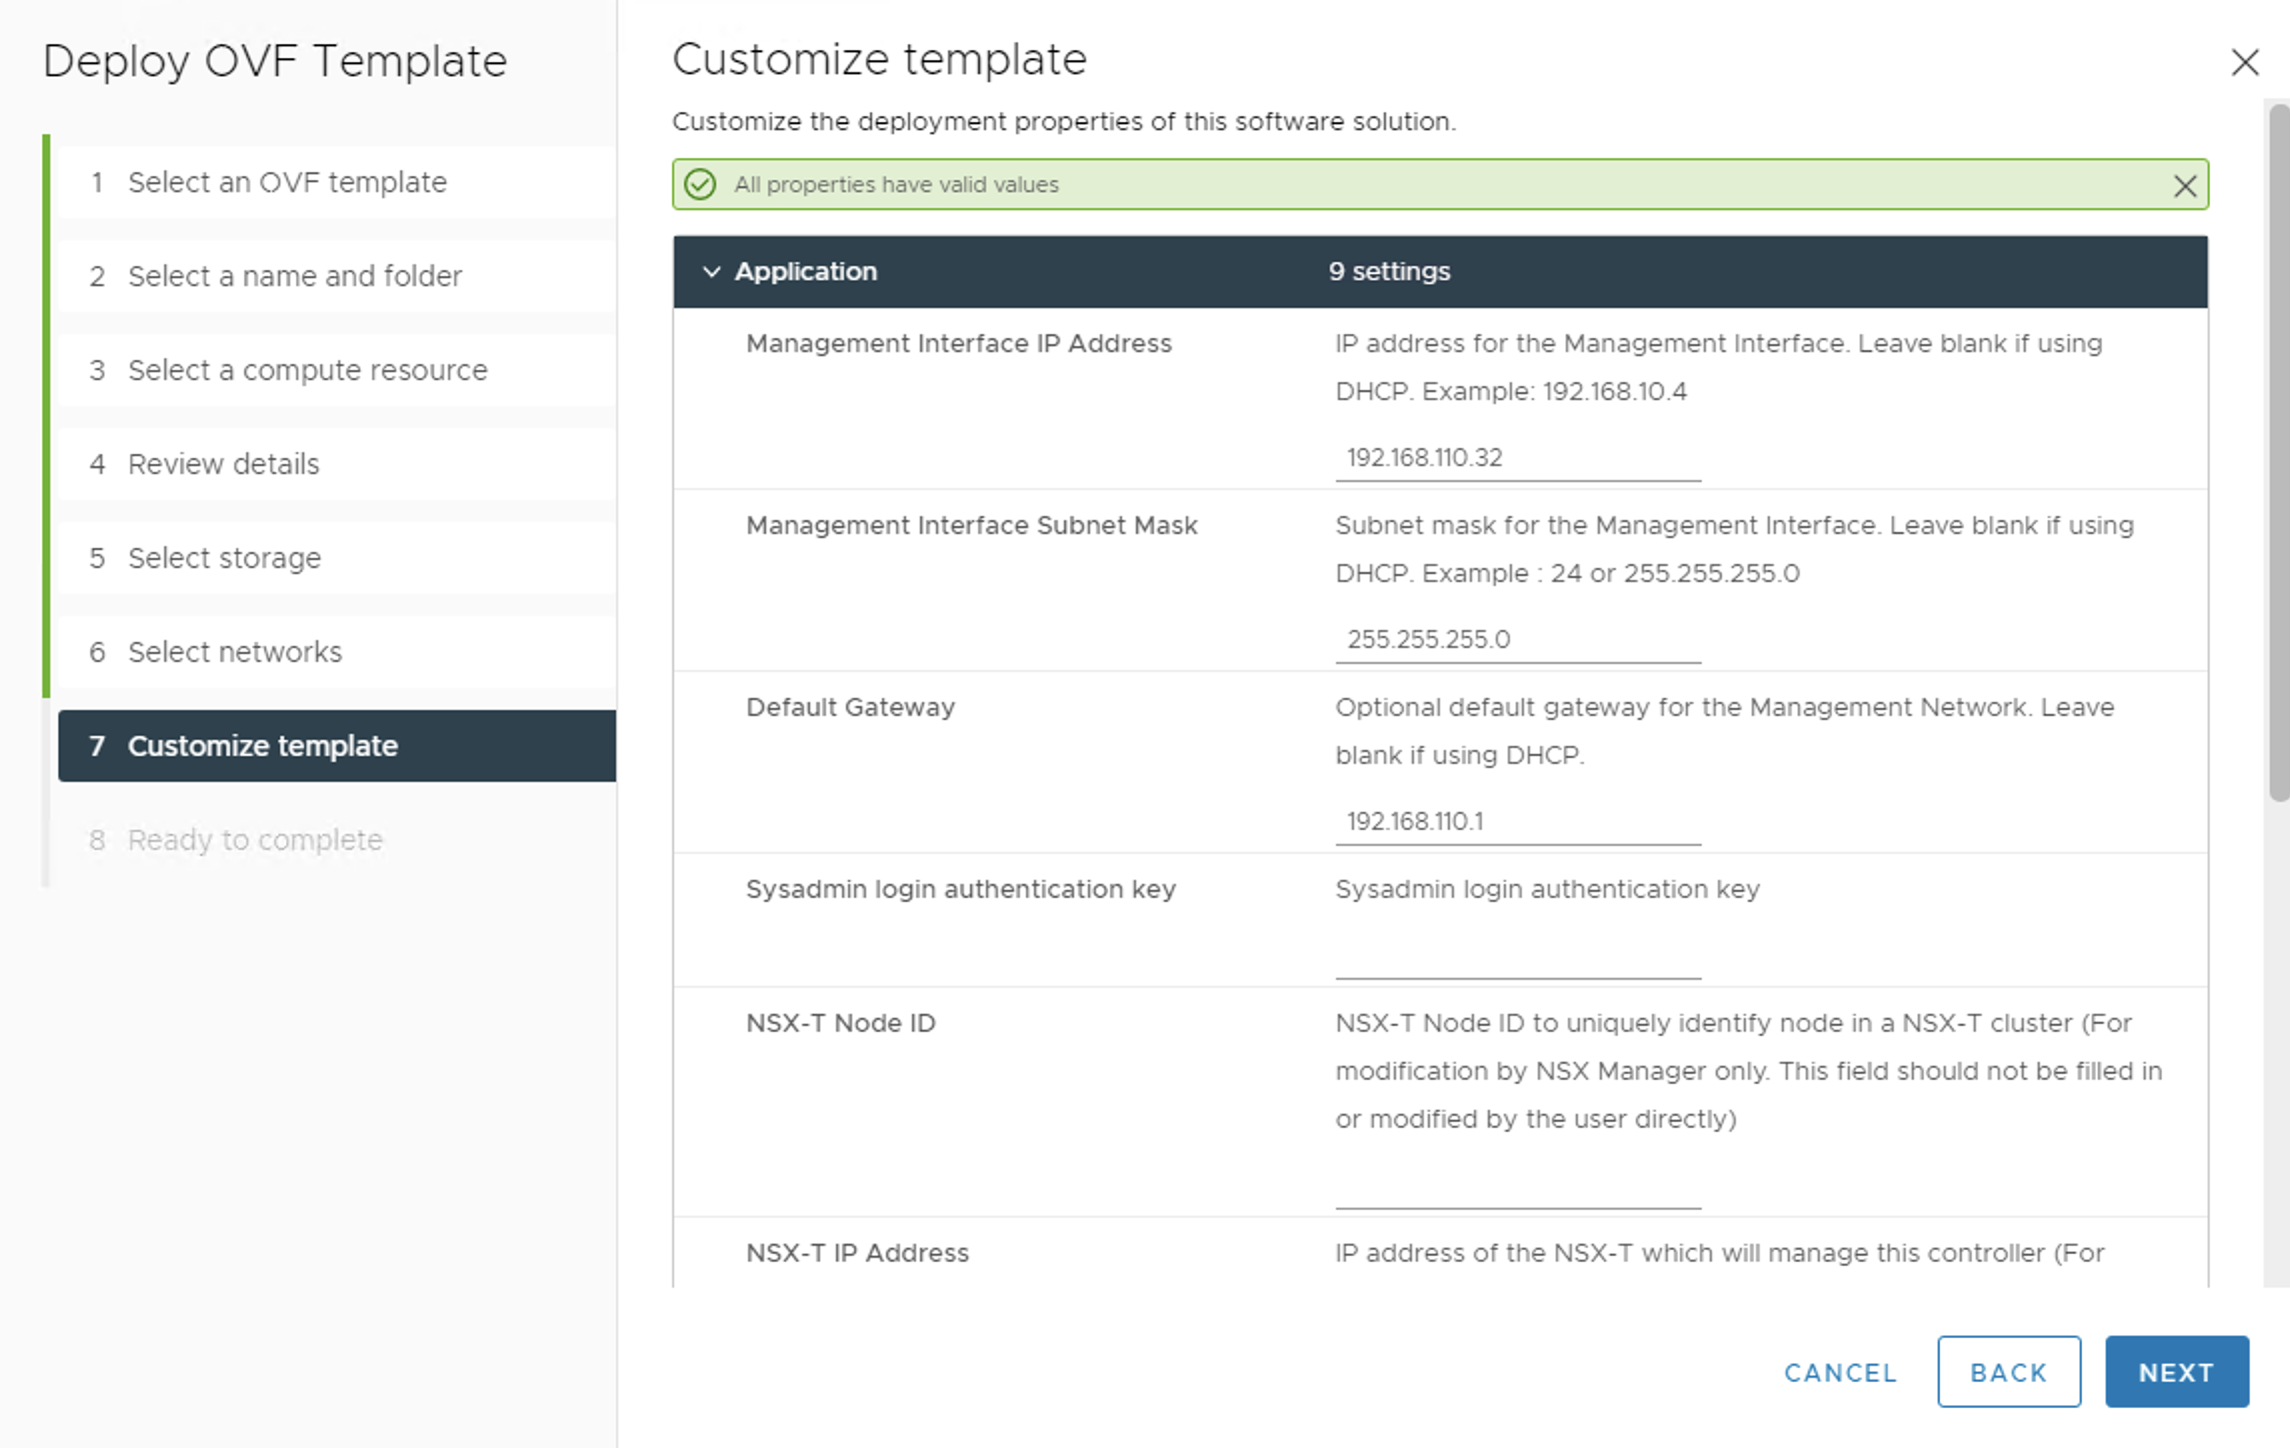 Deploy OVF Template
1 Select an OVF template
2 Select a name and folder
3 Select a compute resource
4 Review details
5 Select storage
6 Select networks
7 Customize template
8 Ready to complete
Customize template
Customize the deployment properties of this software solution.
All properties have valid values
Application 9 settings
Management Interface IP Address
IP address for the Management Interface. Leave blank if using
DHCP. Example: 192.168.10.4
192.168.110.32
Management Interface Subnet Mask
Subnet mask for the Management Interface. Leave blank if using
DHCP. Example : 24 or 255.255.255.0
255.255.255.0
Default Gateway
Optional default gateway for the Management Network. Leave
blank if using DHCP.
192.168.110.1
Sysadmin login authentication key
Sysadmin login authentication key
NSX-T Node ID
NSX-T Node ID to uniquely identify node in a NSX-T cluster (For
modification by NSX Manager only. This field should not be filled in
or modified by the user directly)
NSX-T IP Address
IP address of the NSX-T which will manage this controller (For
CANCEL
BACK
NEXT